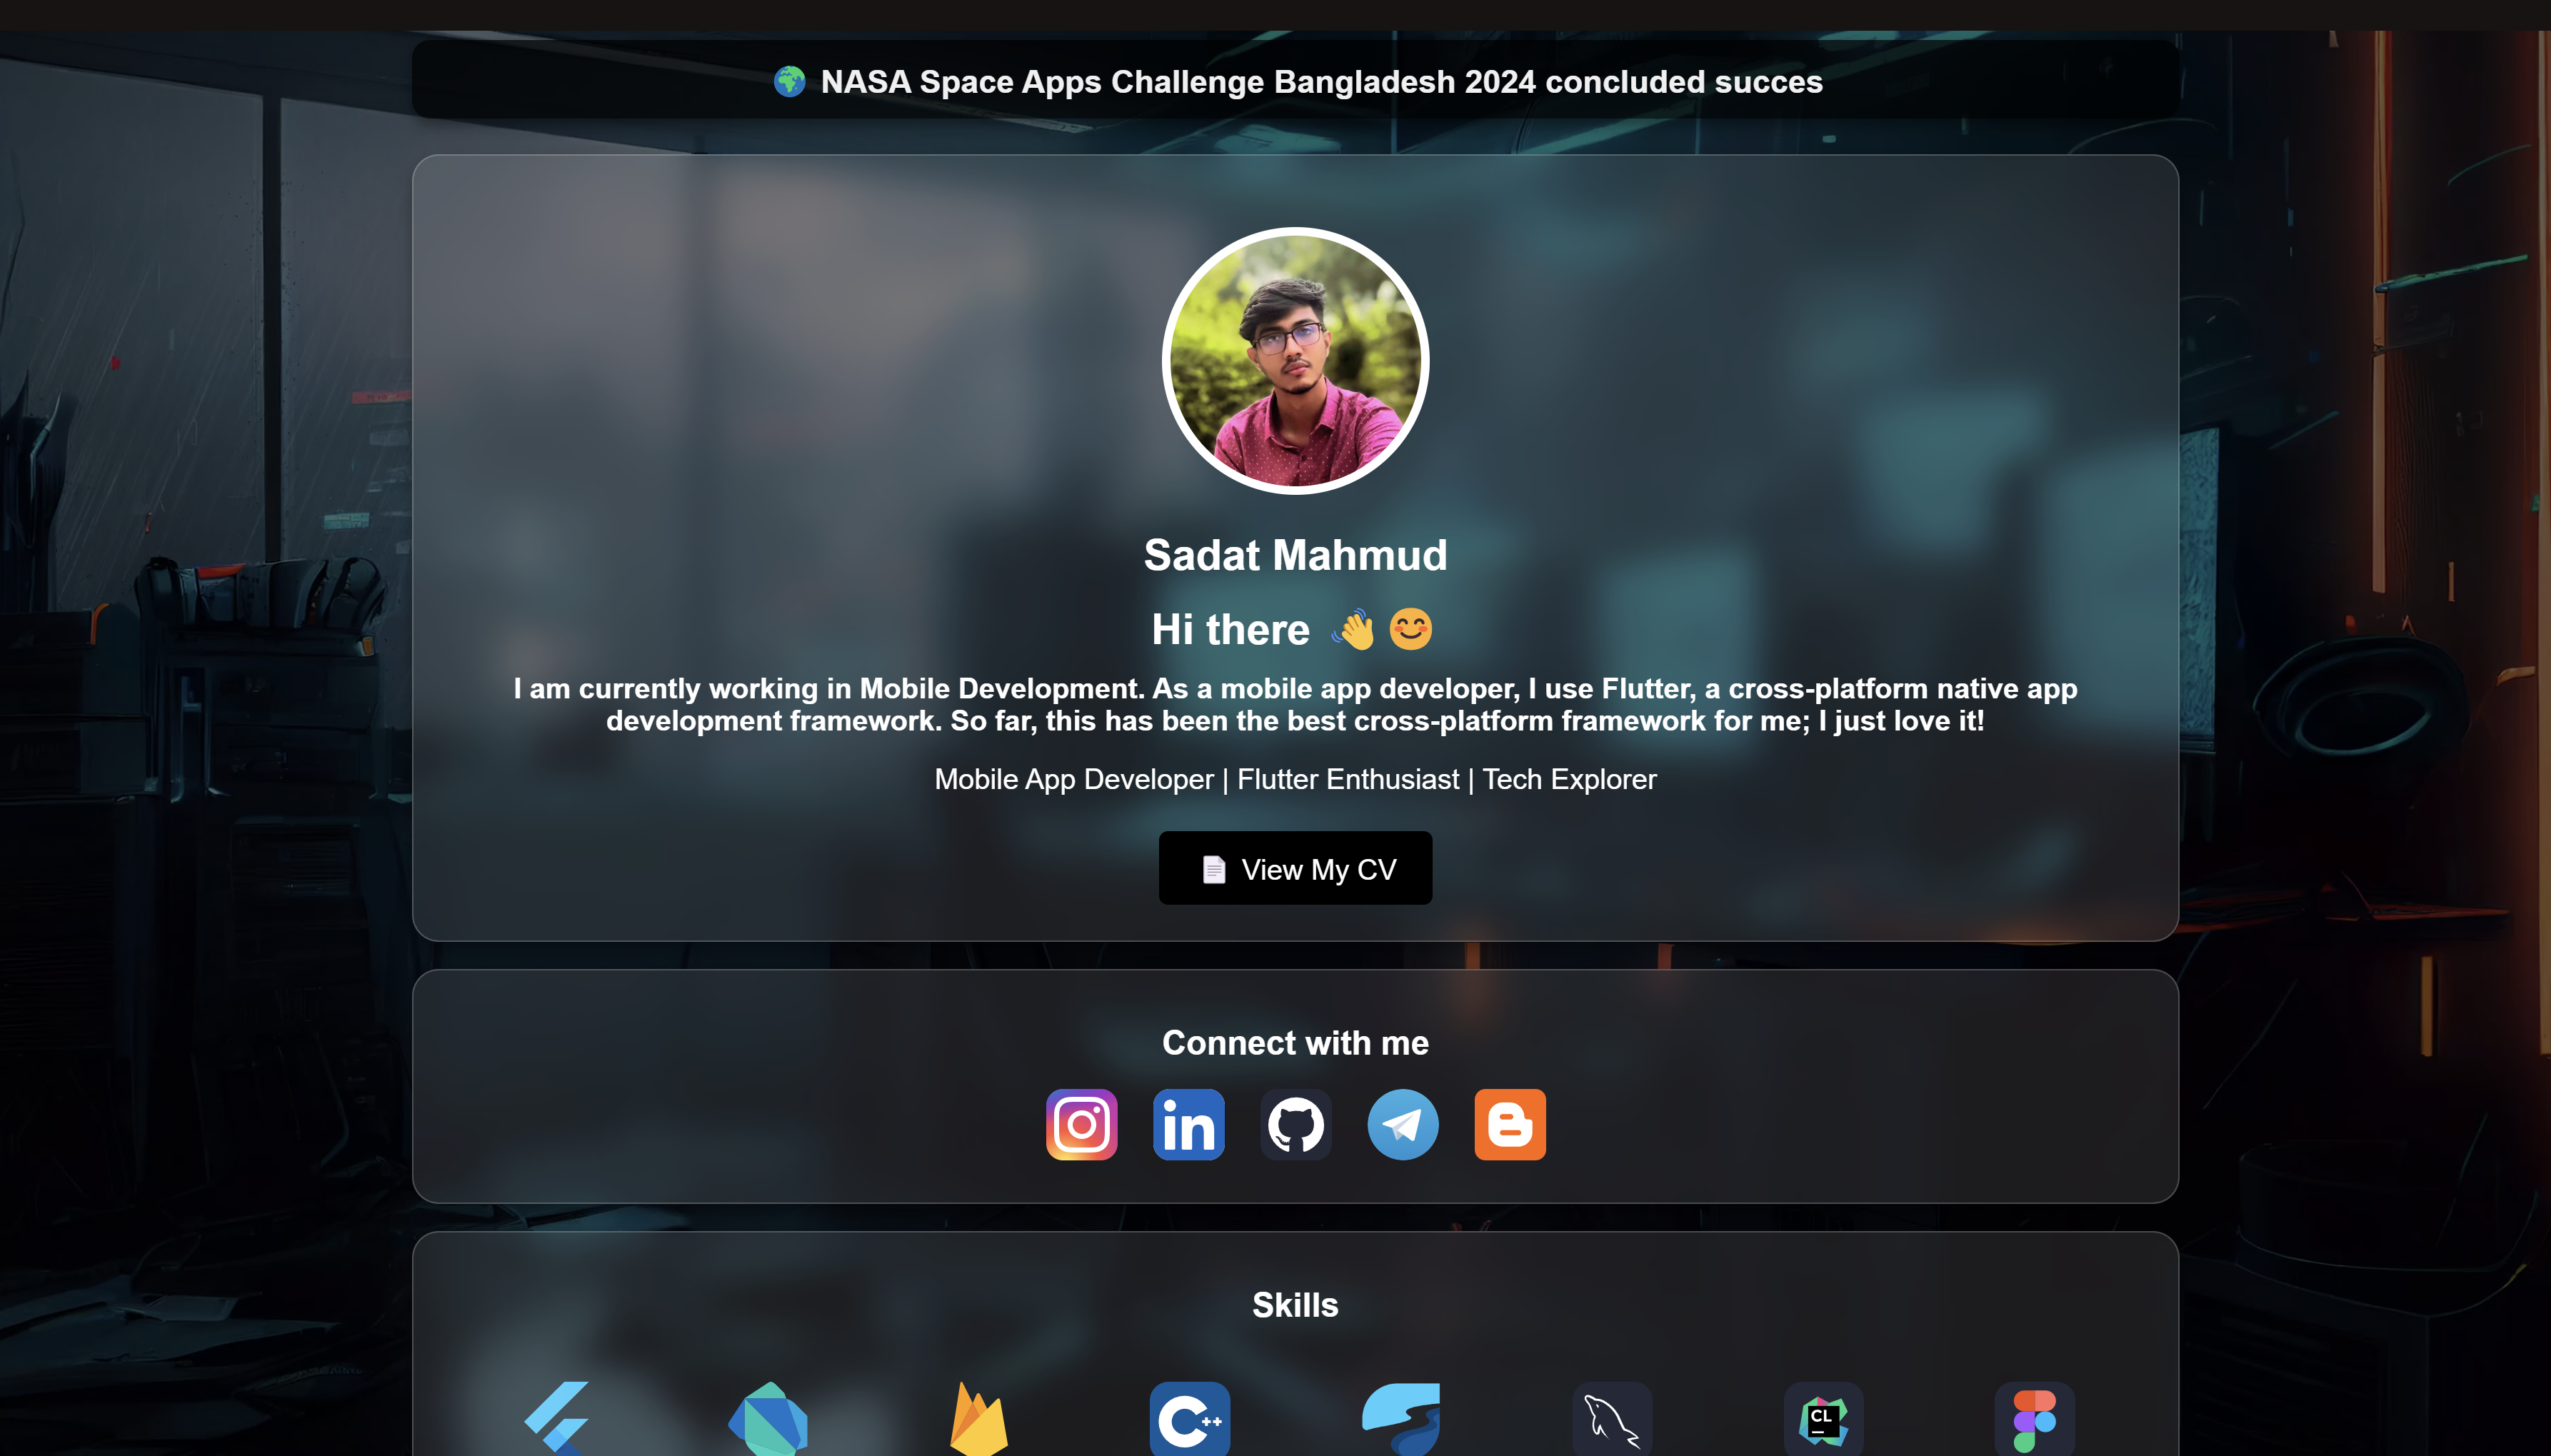 NASA Space Apps Challenge Bangladesh 2024 concluded succes
Sadat Mahmud
Hi there 👋 😊
I am currently working in Mobile Development. As a mobile app developer, I use Flutter, a cross-platform native app
development framework. So far, this has been the best cross-platform framework for me; I just love it!
Mobile App Developer | Flutter Enthusiast | Tech Explorer
View My CV
Connect with me
in
Skills
C++
CL